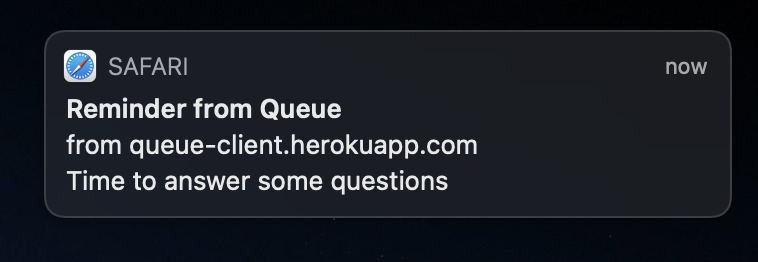 SAFARI now
Reminder from Queue
from queue-client.herokuapp.com
Time to answer some questions